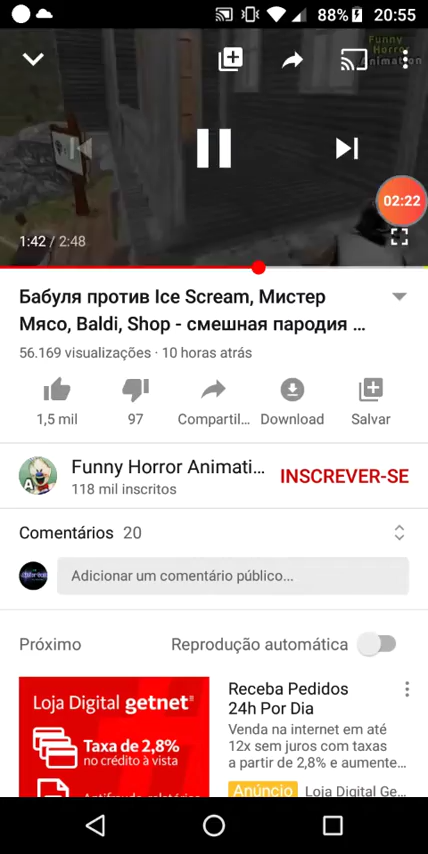 88% 20:55
Funny
Horror
Animation
02:22
1:42 / 2:48
Бабуля против Ice Scream, Мистер
Мясо, Baldi, Shop - смешная пародия ...
56.169 visualizações · 10 horas atrás
1,5 mil 97 Compartil... Download Salvar
Funny Horror Animati... INSCREVER-SE
118 mil inscritos
Comentários 20
Adicionar um comentário público...
Próximo Reprodução automática
Loja Digital getnet
Taxa de 2,8%
no crédito à vista
Receba Pedidos
24h Por Dia
Venda na internet em até
12x sem juros com taxas
a partir de 2,8% e aumente...
Anúncio Loja Digital Ge...